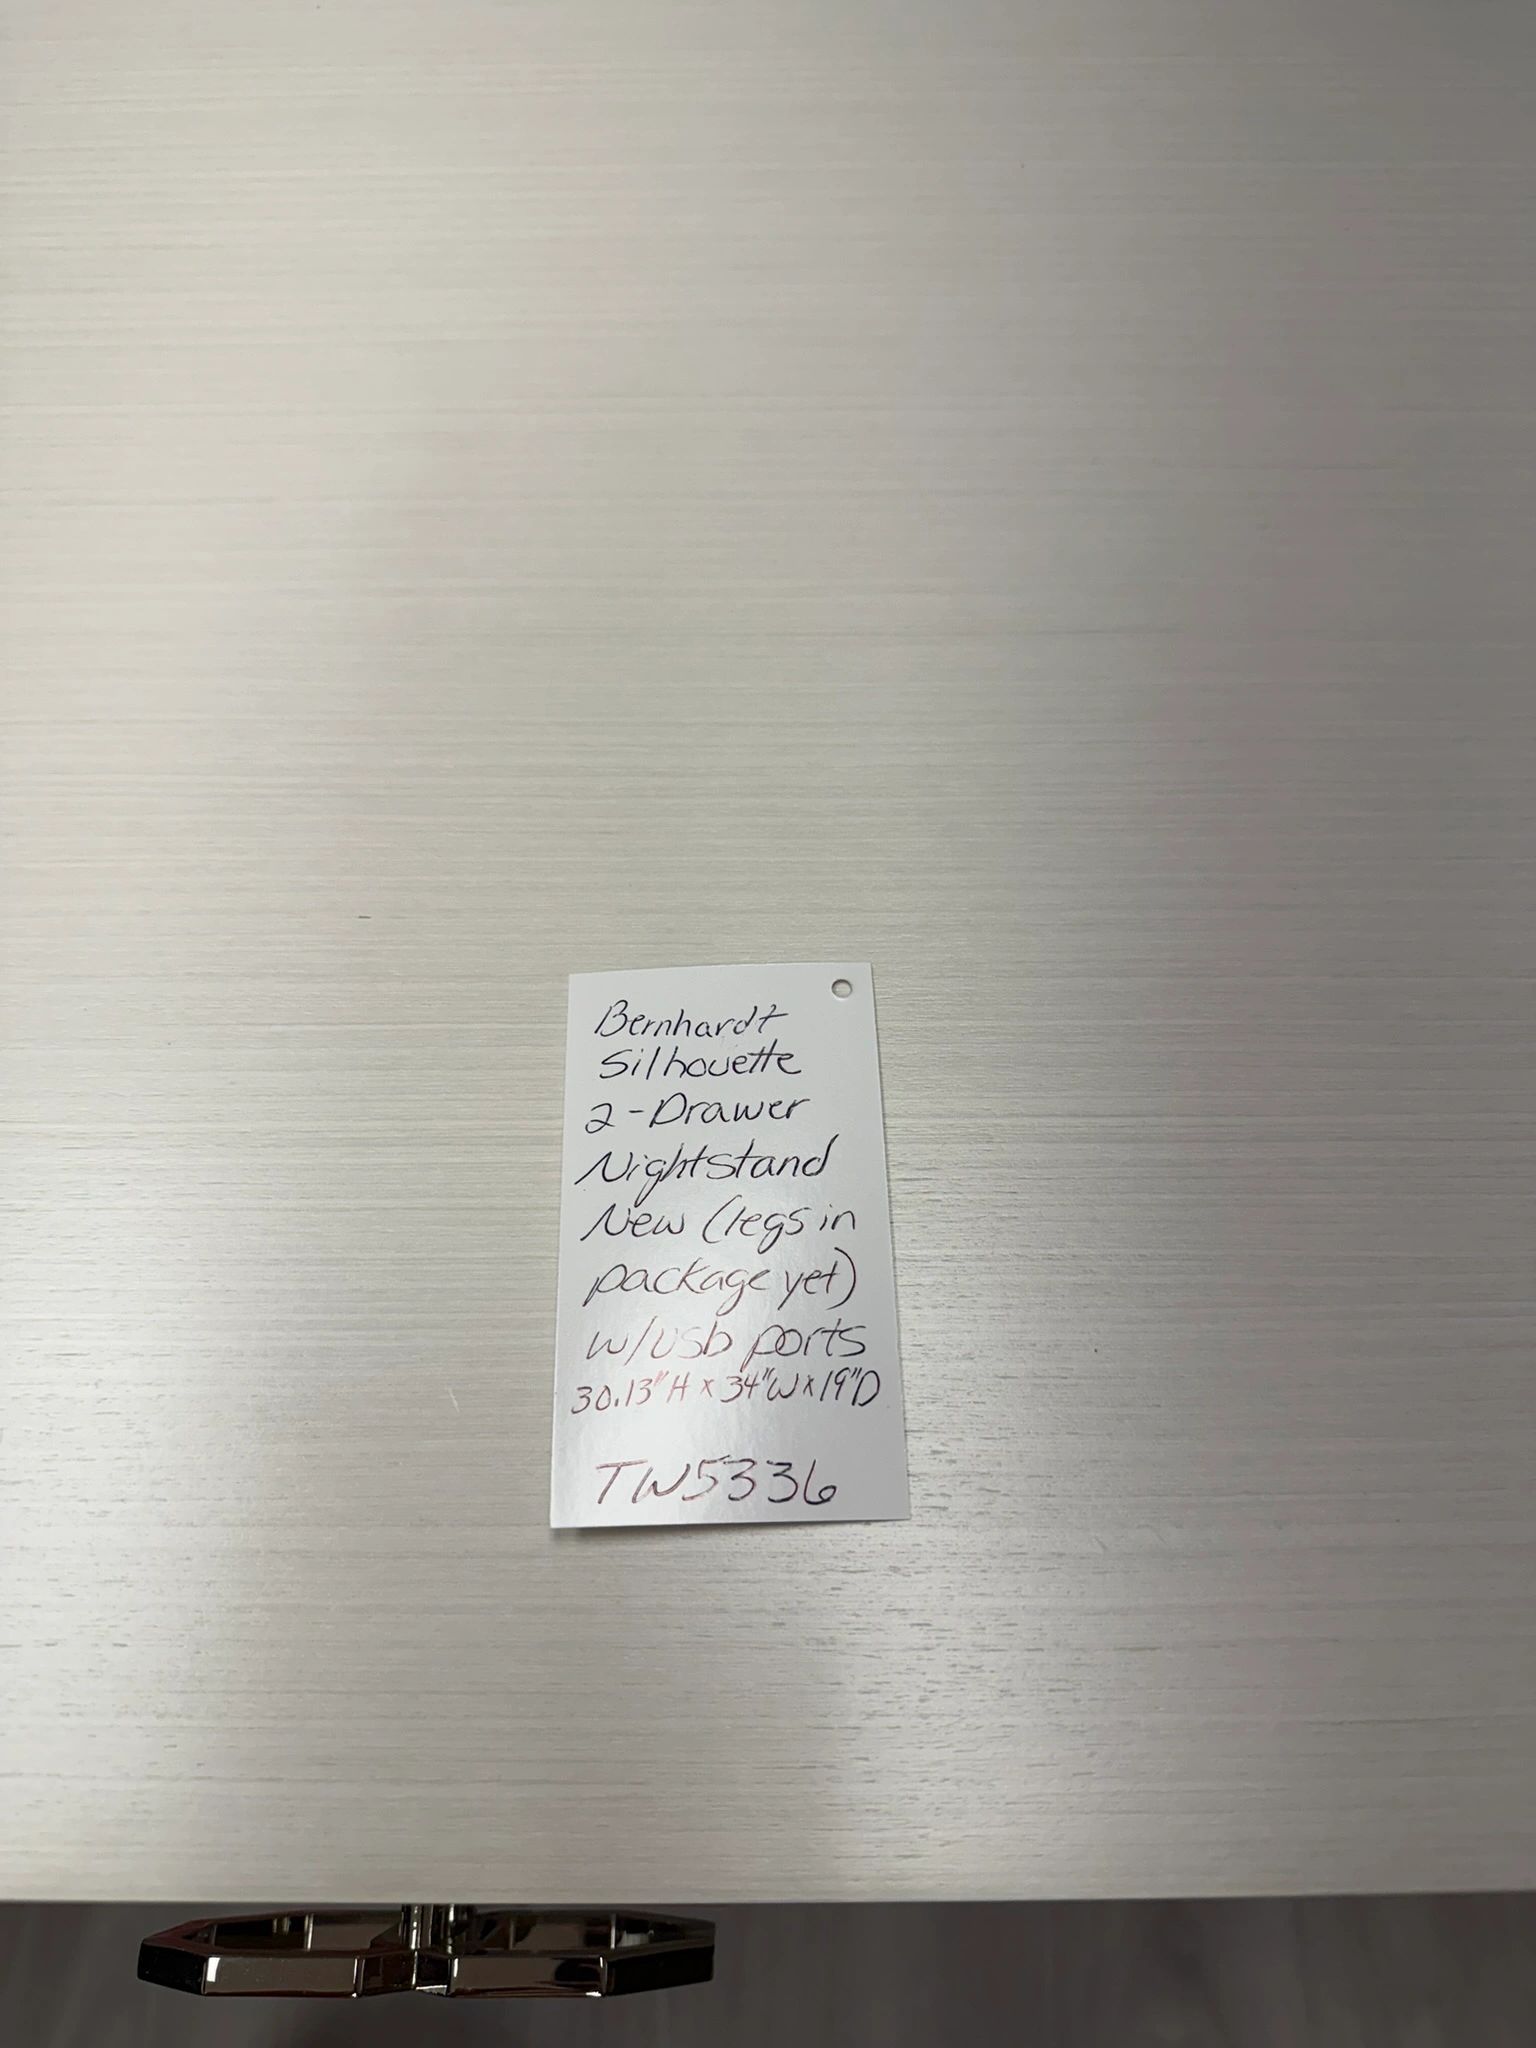 Bernhardt
Silhouette
2-Drawer
Nightstand
New (legs in
package yet)
w/usb ports
30.13"H x 34"W x 19"D
TW5336